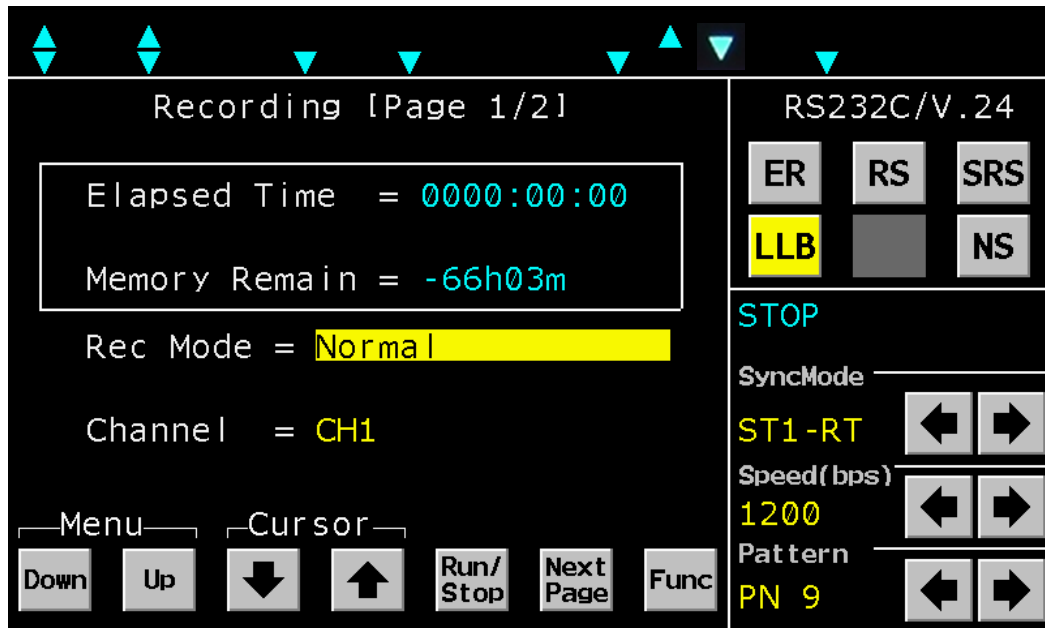 Recording [Page 1/2]
Elapsed Time = 0000:00:00
Memory Remain = -66h03m
Rec Mode = Normal
Channel = CH1
Menu
Cursor
Down
Up
Run/
Stop
Next
Page
Func
RS232C/V.24
ER RS SRS
LLB NS
STOP
SyncMode
ST1-RT
Speed(bps)
1200
Pattern
PN 9